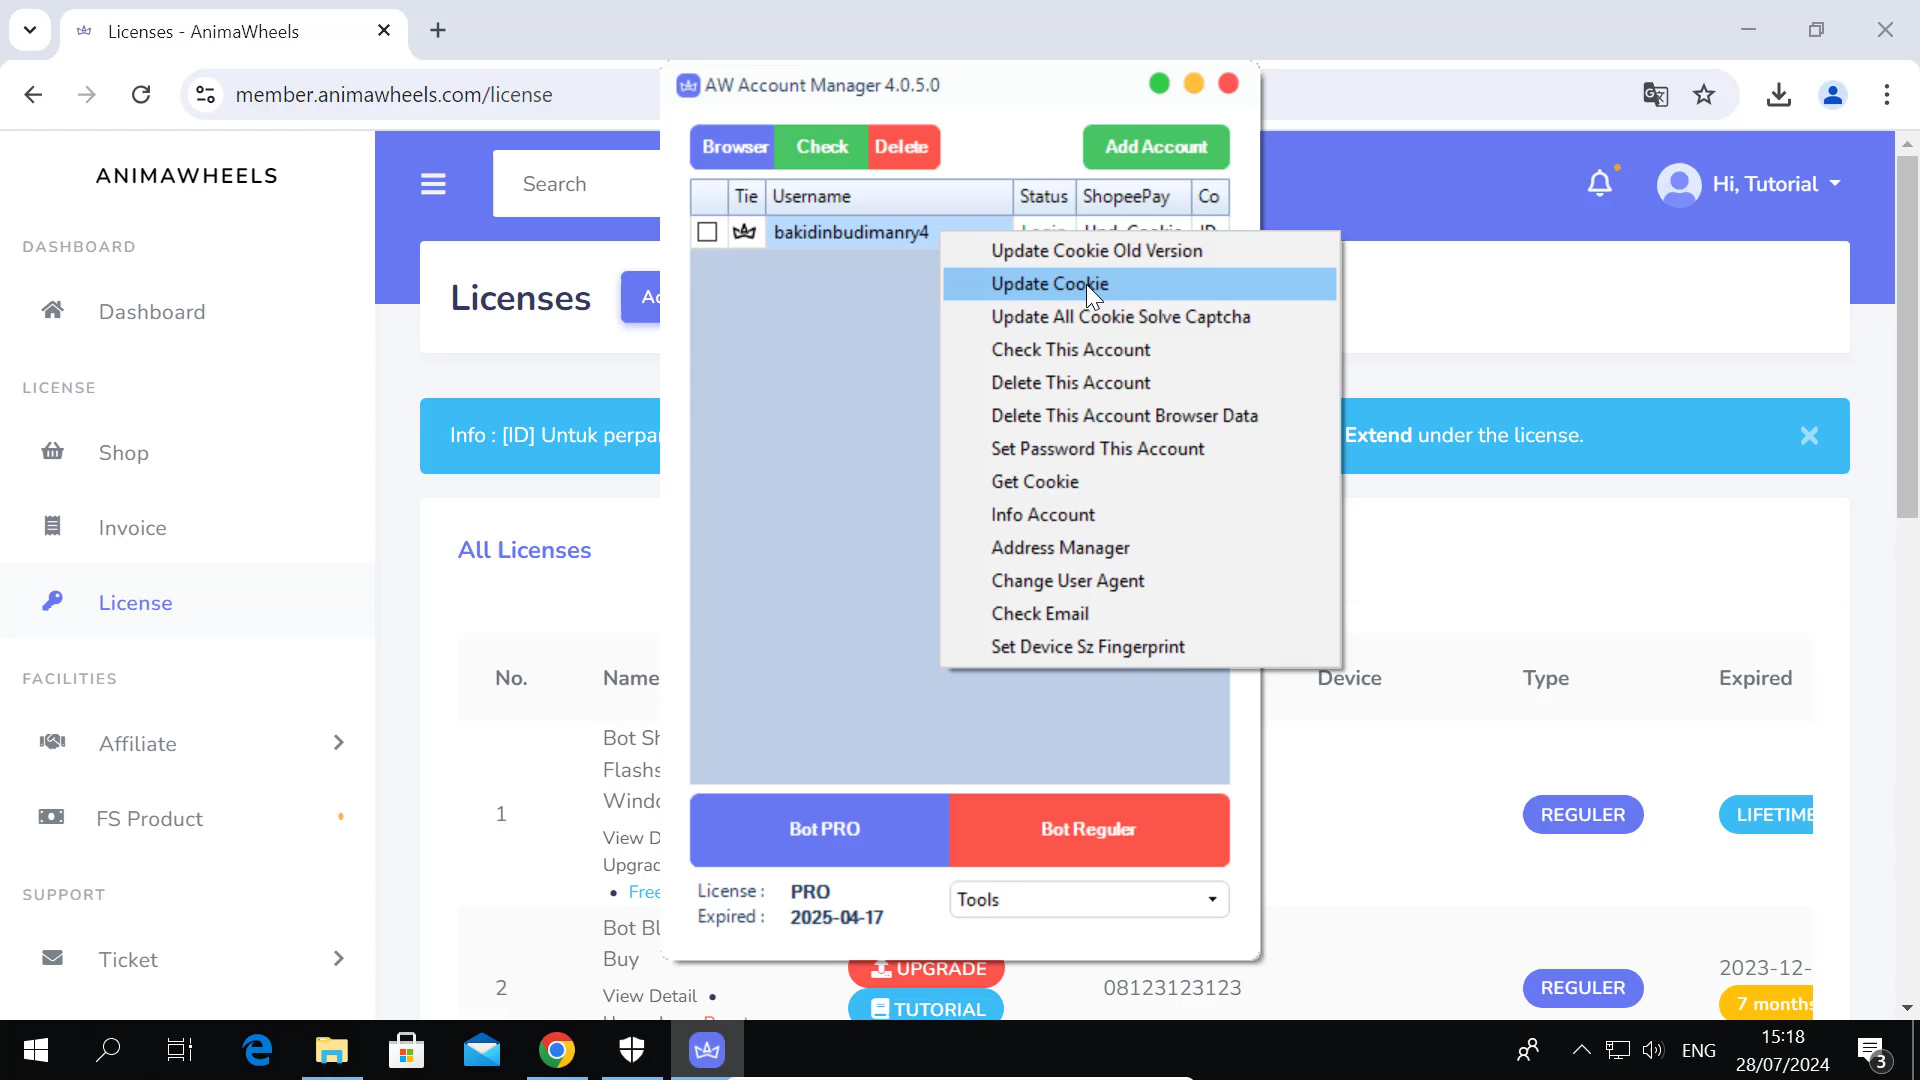 Licenses - AnimaWheels
member.animawheels.com/license
ANIMAWHEELS
DASHBOARD
Dashboard
LICENSE
Shop
Invoice
License
FACILITIES
Affiliate
FS Product
SUPPORT
Ticket
Search
Hi, Tutorial
Licenses
Info : [ID] Untuk
Extend under the license.
All Licenses
No.
Name
Device
Type
Expired
1
Bot
View
REGULER
2
Bot
Buy
View Detail •
UPGRADE
TUTORIAL
08123123123
REGULER
2023-12-
7 months
AW Account Manager 4.0.5.0
Browser
Check
Delete
Add Account
Tie
Username
Status
ShopeePay
Co
bakidinbudimanry4
Update Cookie Old Version
Update Cookie
Update All Cookie Solve Captcha
Check This Account
Delete This Account
Delete This Account Browser Data
Set Password This Account
Get Cookie
Info Account
Address Manager
Change User Agent
Check Email
Set Device Sz Fingerprint
Bot PRO
Bot Reguler
License : PRO
Expired : 2025-04-17
Tools
ENG
15:18
28/07/2024
3